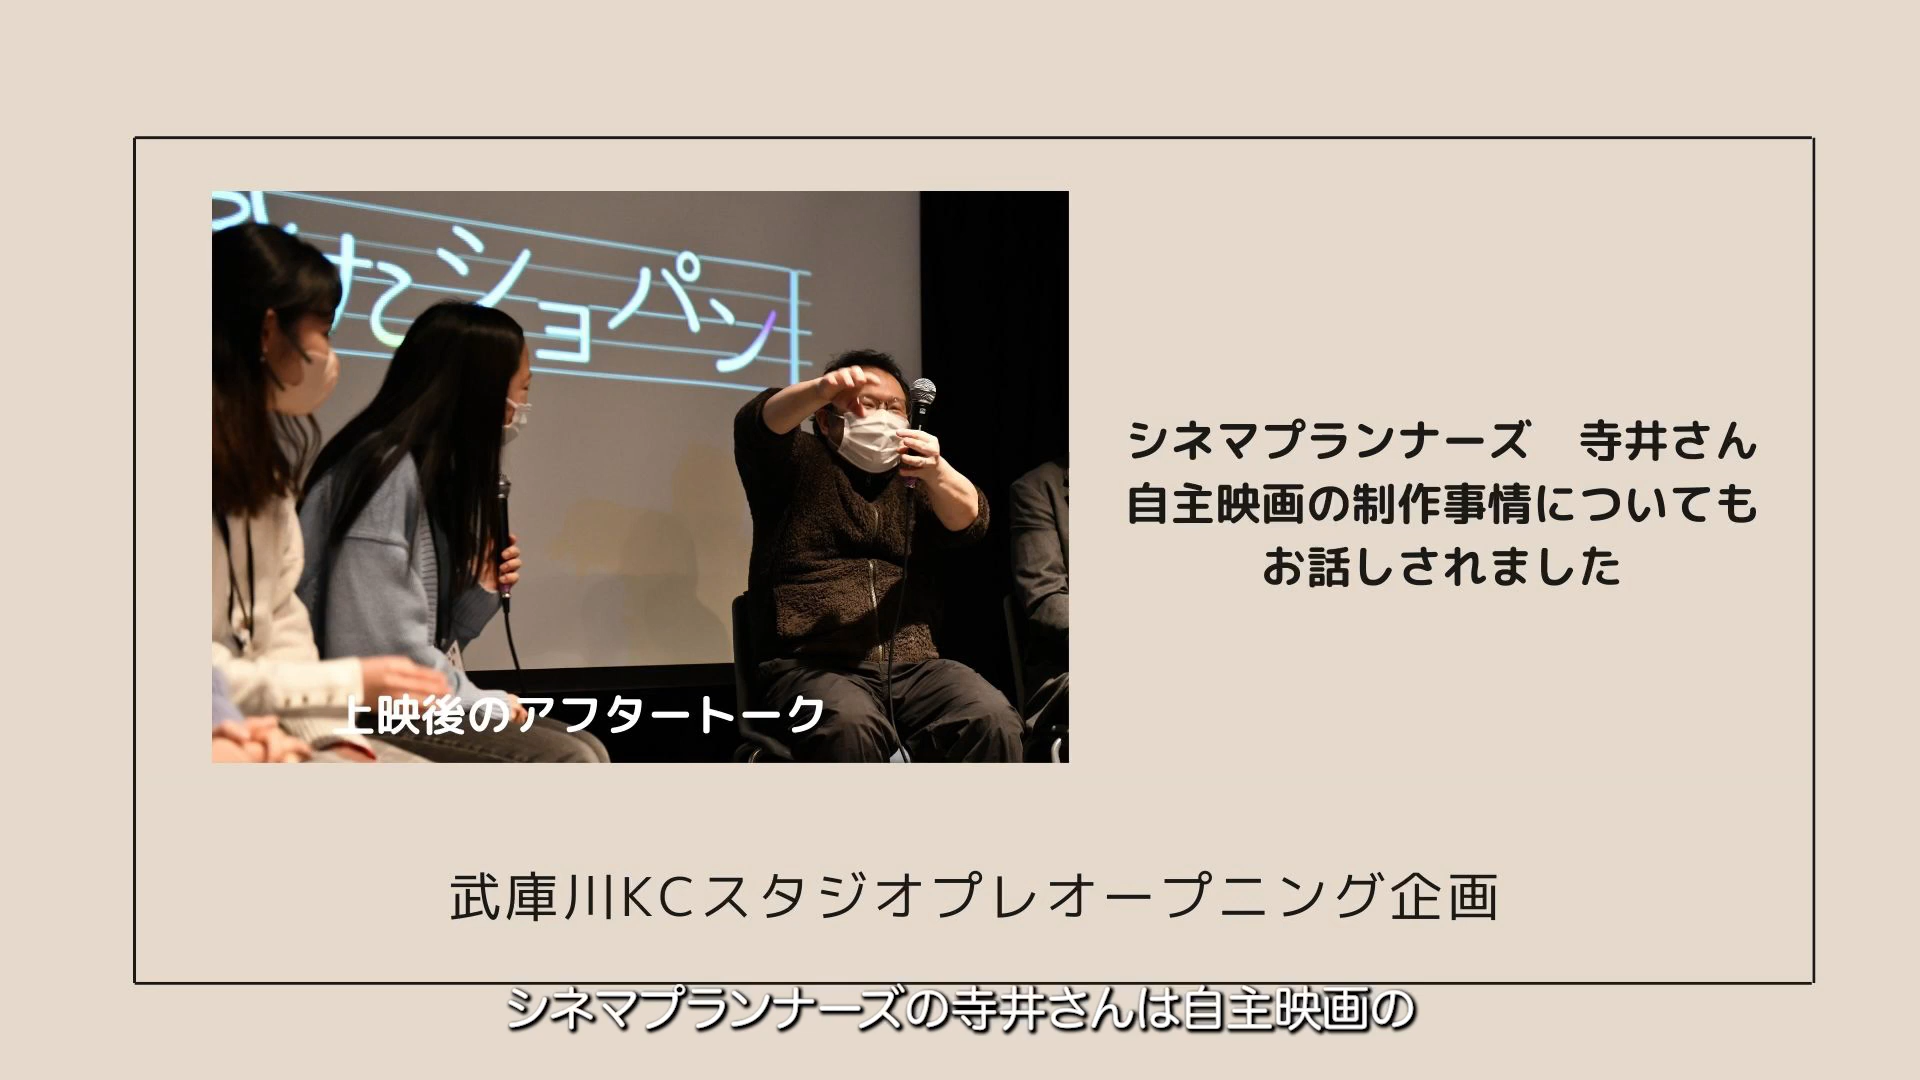 けたショパン
上映後のアフタートーク
シネマプランナーズ　寺井さん
自主映画の制作事情についても
お話しされました
武庫川KCスタジオプレオープニング企画
シネマプランナーズの寺井さんは自主映画の